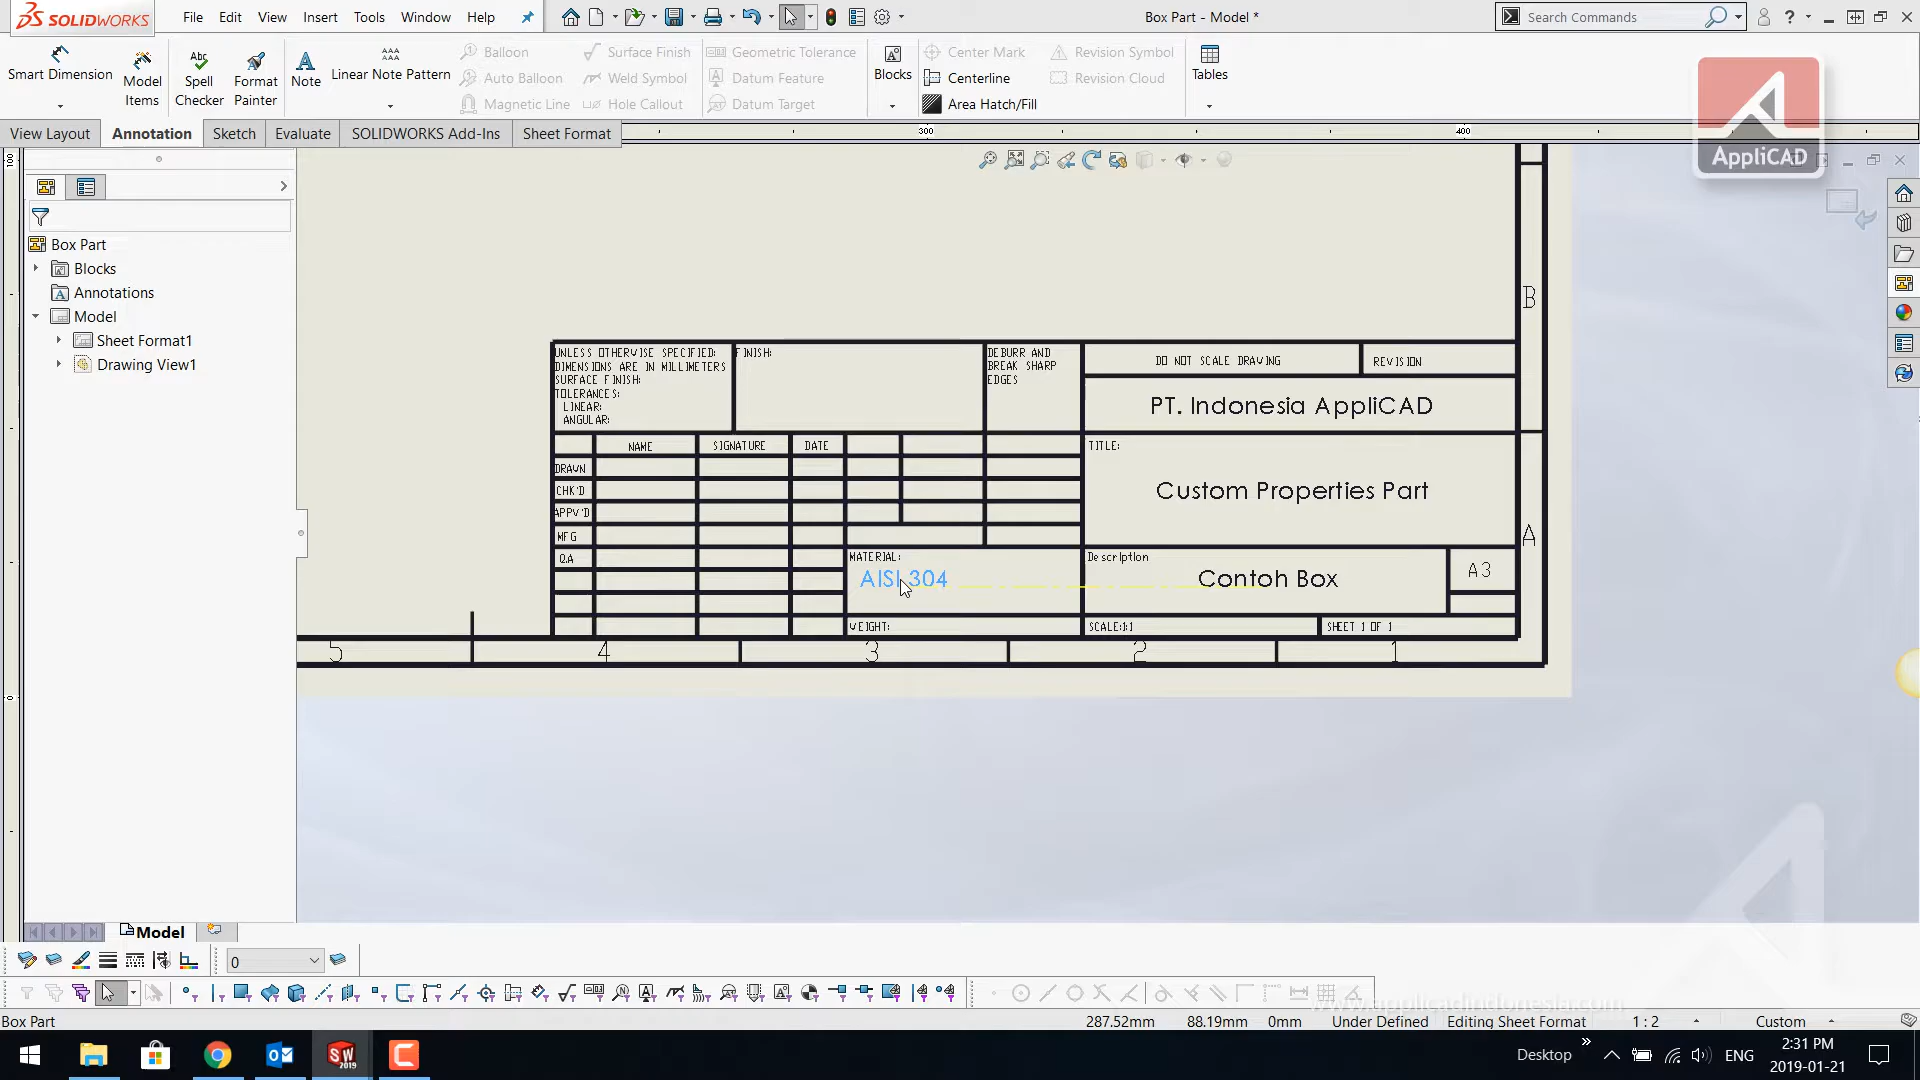 SOLIDWORKS
File Edit View Insert Tools Window Help
Box Part - Model *
Search Commands
?
Smart Dimension
Model Items
Spell Checker
Format Painter
Note
Linear Note Pattern
Balloon
Auto Balloon
Magnetic Line
Surface Finish
Weld Symbol
Hole Callout
Geometric Tolerance
Datum Feature
Datum Target
Blocks
Center Mark
Centerline
Area Hatch/Fill
Revision Symbol
Revision Cloud
Tables
AppliCAD
View Layout Annotation Sketch Evaluate SOLIDWORKS Add-Ins Sheet Format
300 400
100
0
Box Part
Blocks
Annotations
Model
Sheet Format1
Drawing View1
B
A
UNLESS OTHERWISE SPECIFIED:
DIMENSIONS ARE IN MILLIMETERS
SURFACE FINISH:
TOLERANCES:
LINEAR:
ANGULAR:
FINISH:
DEBURR AND
BREAK SHARP
EDGES
DO NOT SCALE DRAWING
REVISION
PT. Indonesia AppliCAD
NAME SIGNATURE DATE
DRAWN
CHK'D
APPV'D
MFG
Q.A
TITLE:
Custom Properties Part
MATERIAL:
AISI 304
Description
Contoh Box
A3
WEIGHT:
SCALE:1:1
SHEET 1 OF 1
5 4 3 2 1
Model
0
www.applicadindonesia.com
Box Part
287.52mm 88.19mm 0mm Under Defined Editing Sheet Format 1 : 2 Custom
SW 2019
Desktop
ENG
2:31 PM
2019-01-21